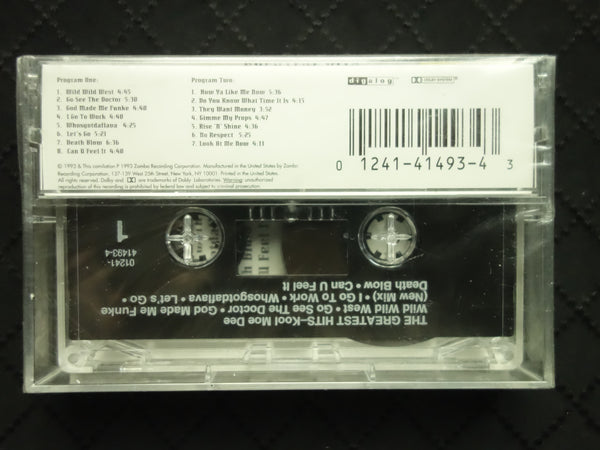 GREATEST HITS
Program One:
1. Wild Wild West 4:45
2. Go See The Doctor 5:30
3. God Made Me Funke 4:40
4. I Go To Work 4:40
5. Whosgotdaflava 4:25
6. Let's Go 5:21
7. Death Blow 6:36
8. Can U Feel It 4:40
Program Two:
1. How Ya Like Me Now 5:36
2. Do You Know What Time It Is 4:15
3. They Want Money 5:52
4. Gimme My Props 4:47
5. Rise 'N' Shine 4:36
6. No Respect 5:25
7. Look At Me Now 4:11
digalog
DOLBY SYSTEM
© 1993 & This compilation P 1993 Zomba Recording Corporation. Manufactured in the United States by Zomba
Recording Corporation, 137-139 West 25th Street, New York, NY 10001. Printed in the United States.
All rights reserved. Dolby and are trademarks of Dolby Laboratories. Warning: unauthorized
reproduction of this recording is prohibited by federal law and subject to criminal prosecution.
0 1241-41493-4 3
01241-
41493-4
1
THE GREATEST HITS–Kool Moe Dee
Wild Wild West • Go See The Doctor • God Made Me Funke
(New Mix) • I Go To Work • Whosgotdaflava • Let's Go •
Death Blow • Can U Feel It